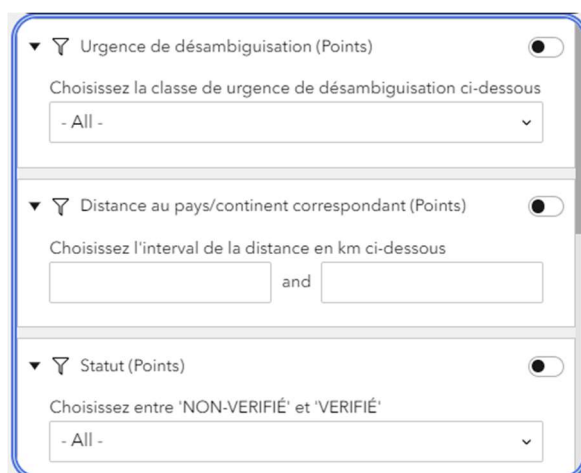 Urgence de désambiguisation (Points)
Choisissez la classe de urgence de désambiguisation ci-dessous
- All -
Distance au pays/continent correspondant (Points)
Choisissez l'interval de la distance en km ci-dessous
and
Statut (Points)
Choisissez entre 'NON-VERIFIÉ' et 'VERIFIÉ'
- All -